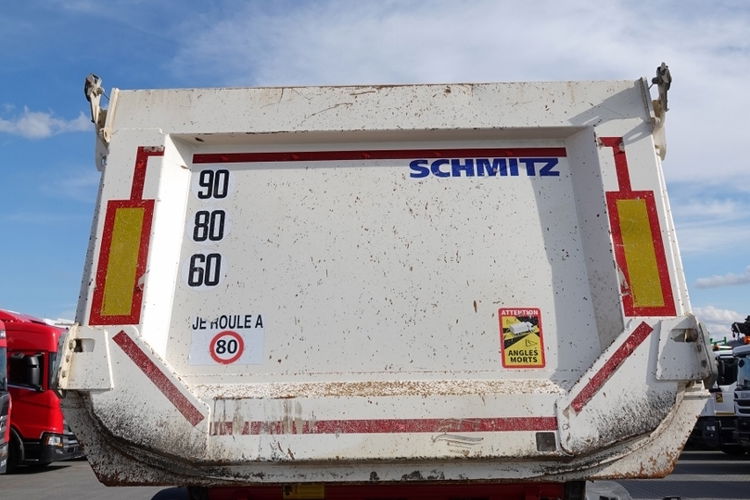 SCHMITZ
90
80
60
JE ROULE A
80
ATTENTION
ANGLES
MORTS